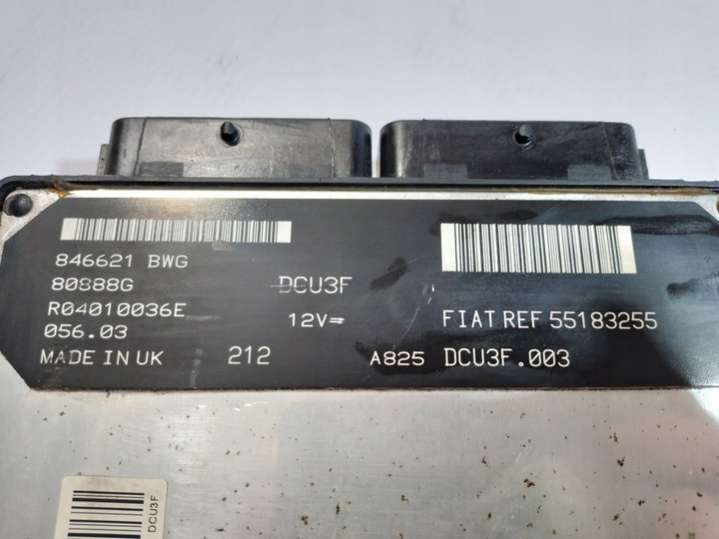 846621 BWG
80888G
R04010036E
056.03
MADE IN UK 212
DCU3F
12V=
FIAT REF 55183255
A825 DCU3F.003
DCU3F